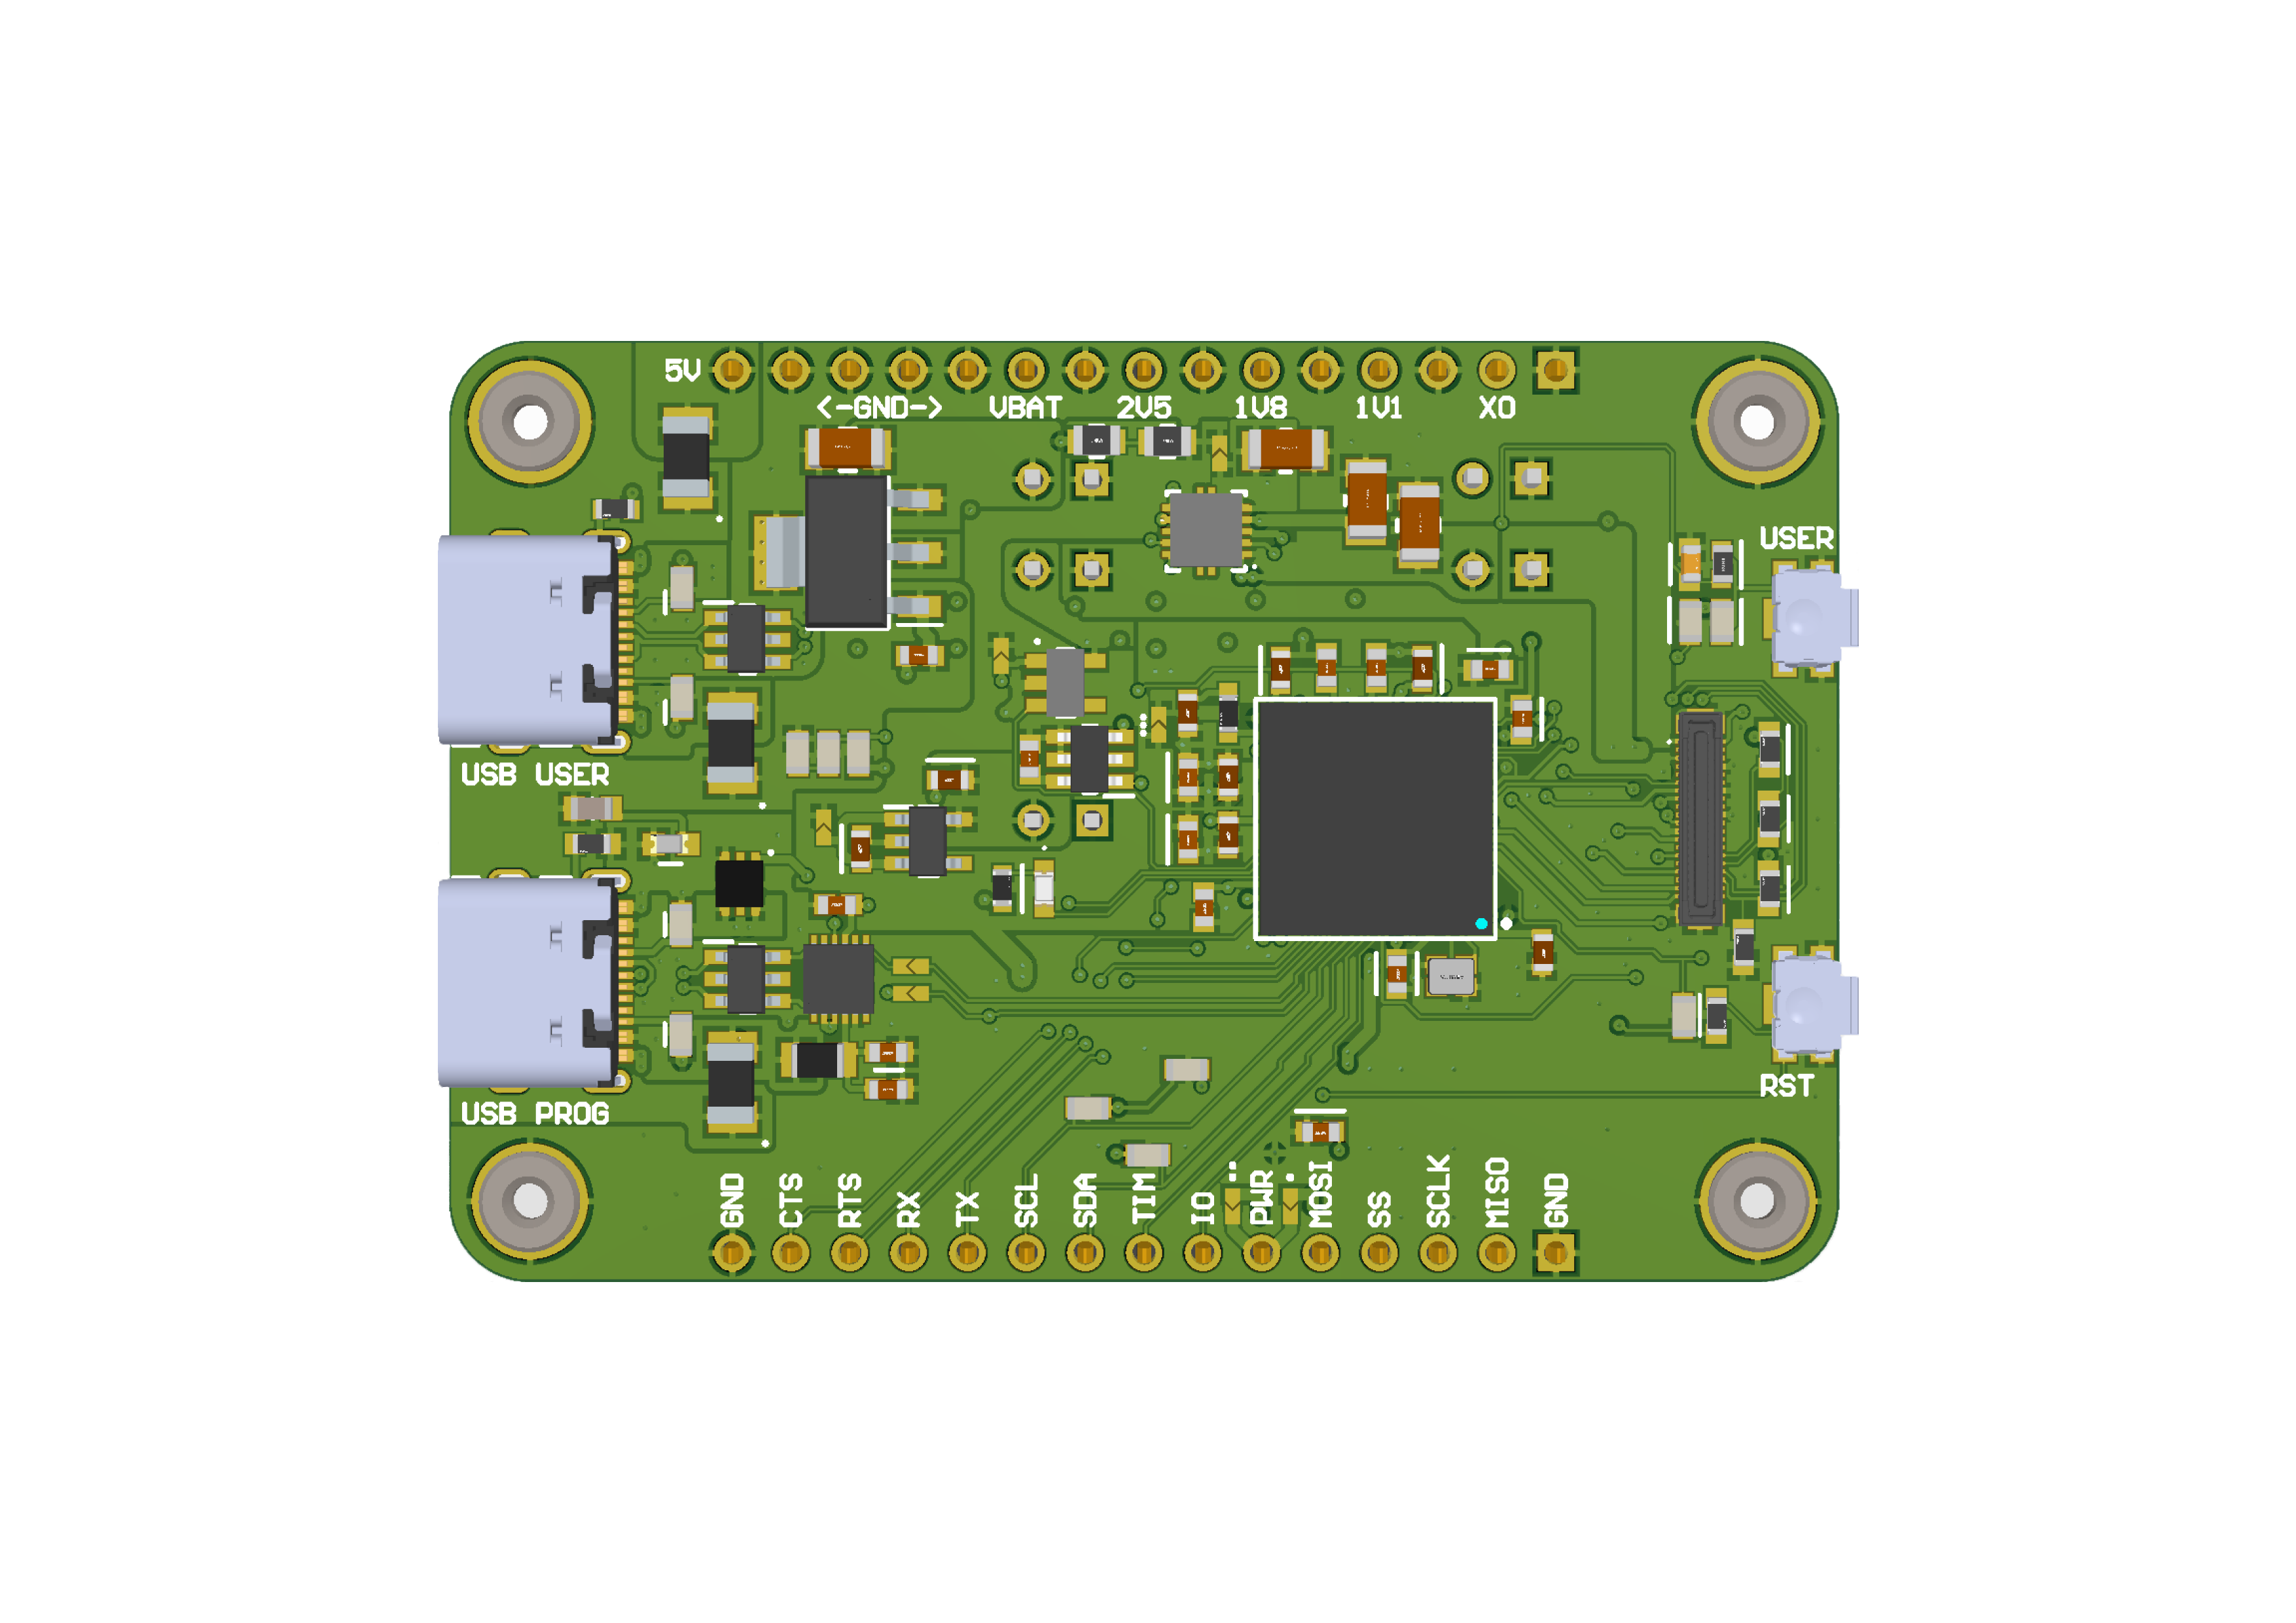 5V
<-GND-> VBAT 2V5 1V8 1V1 XO
USER
USB USER
USB PROG
RST
GND CTS RTS RX TX SCL SDA TIM IO PWR MOSI SS SCLK MISO GND